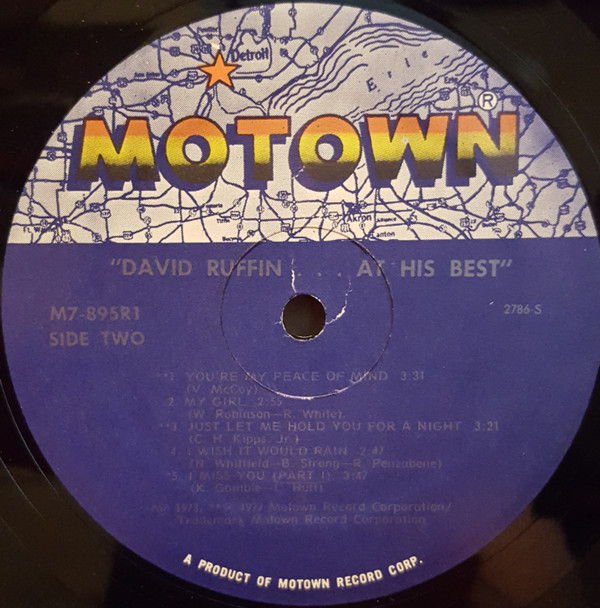 Detroit
Erie
MOTOWN®
Akron
Canton
"DAVID RUFFIN . . . AT HIS BEST"
M7-895R1
2786-S
SIDE TWO
**1. YOU'RE MY PEACE OF MIND 3:31
(V. McCoy)
2. MY GIRL 2:55
(W. Robinson—R. White)
**3. JUST LET ME HOLD YOU FOR A NIGHT 3:21
(C. H. Kipps, Jr.)
4. I WISH IT WOULD RAIN 2:47
(N. Whitfield—B. Strong—R. Penzabene)
*5. I MISS YOU (PART I) 3:47
(K. Gamble—L. Huff)
1977 Motown Record Corporation/
Trademark Motown Record Corporation
A PRODUCT OF MOTOWN RECORD CORP.